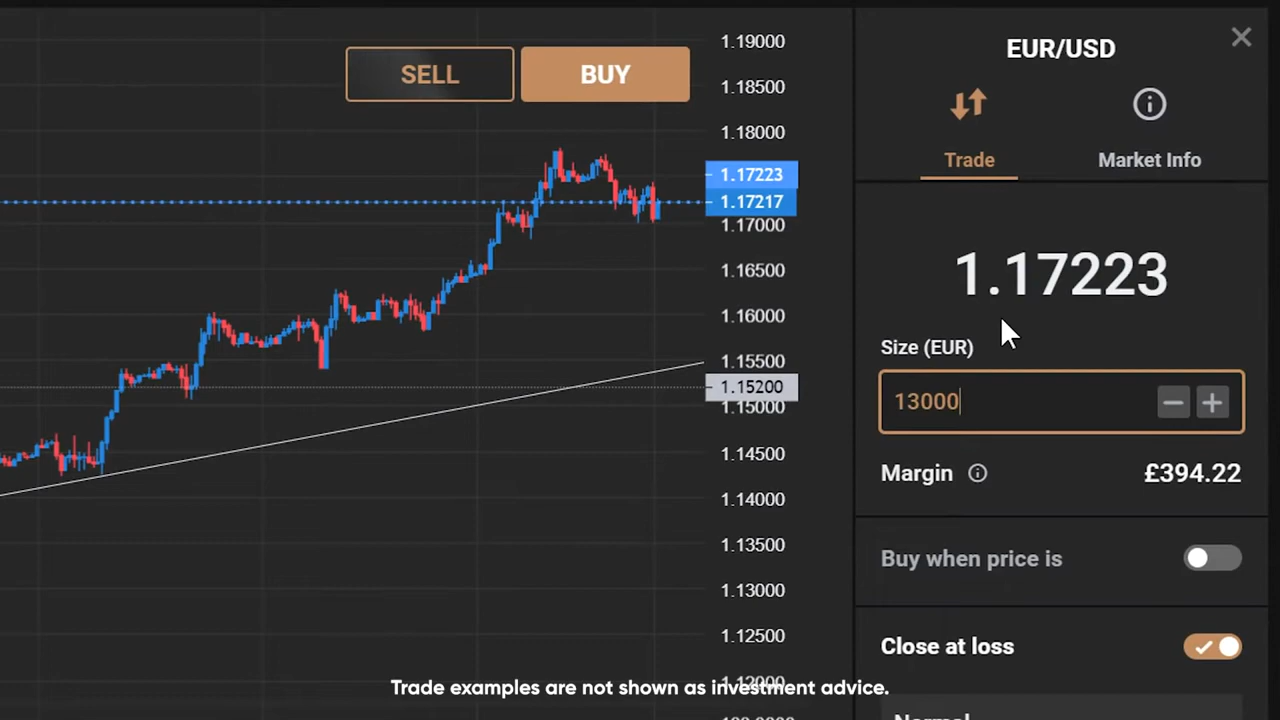 SELL
BUY
1.19000
1.18500
1.18000
1.17223
1.17217
1.17000
1.16500
1.16000
1.15500
1.15200
1.15000
1.14500
1.14000
1.13500
1.13000
1.12500
1.12000
EUR/USD
Trade
Market Info
1.17223
Size (EUR)
13000
Margin
£394.22
Buy when price is
Close at loss
Normal
Trade examples are not shown as investment advice.